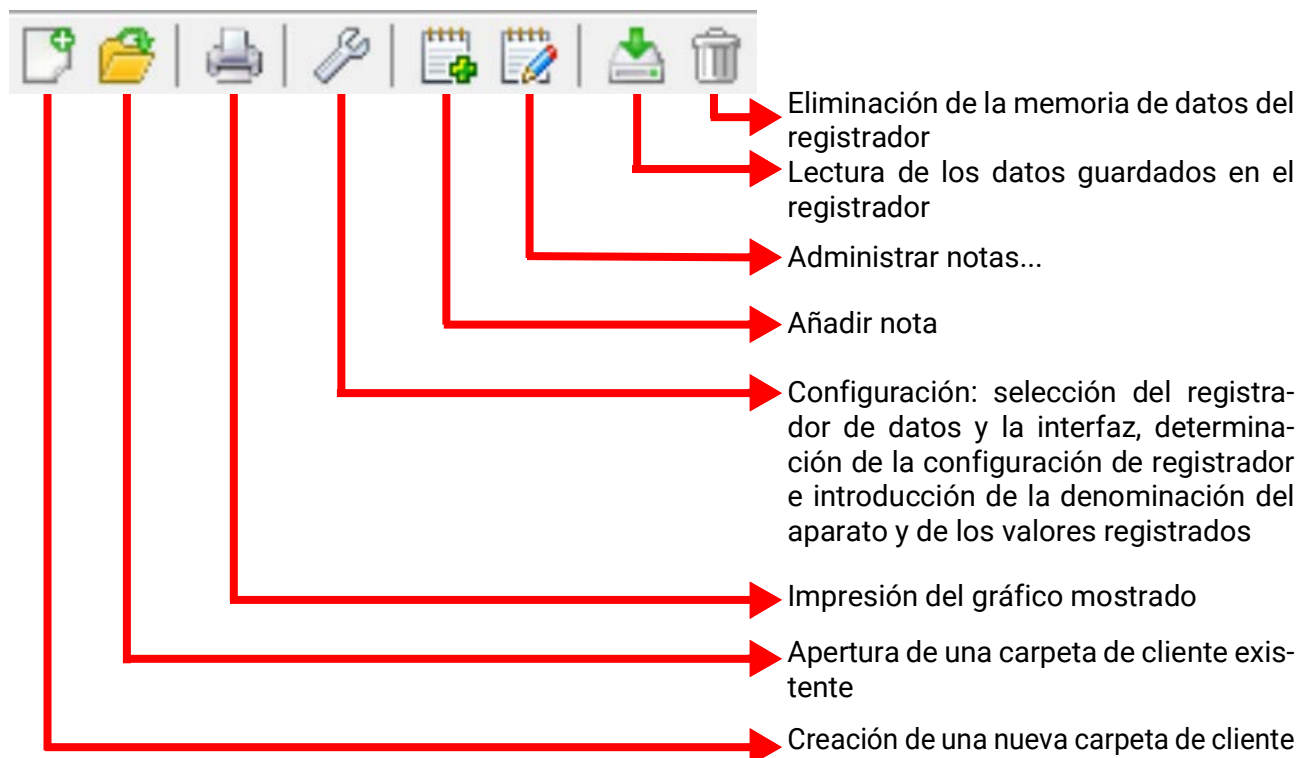 Eliminación de la memoria de datos del
registrador
Lectura de los datos guardados en el
registrador
Administrar notas...
Añadir nota
Configuración: selección del registra-
dor de datos y la interfaz, determina-
ción de la configuración de registrador
e introducción de la denominación del
aparato y de los valores registrados
Impresión del gráfico mostrado
Apertura de una carpeta de cliente exis-
tente
Creación de una nueva carpeta de cliente